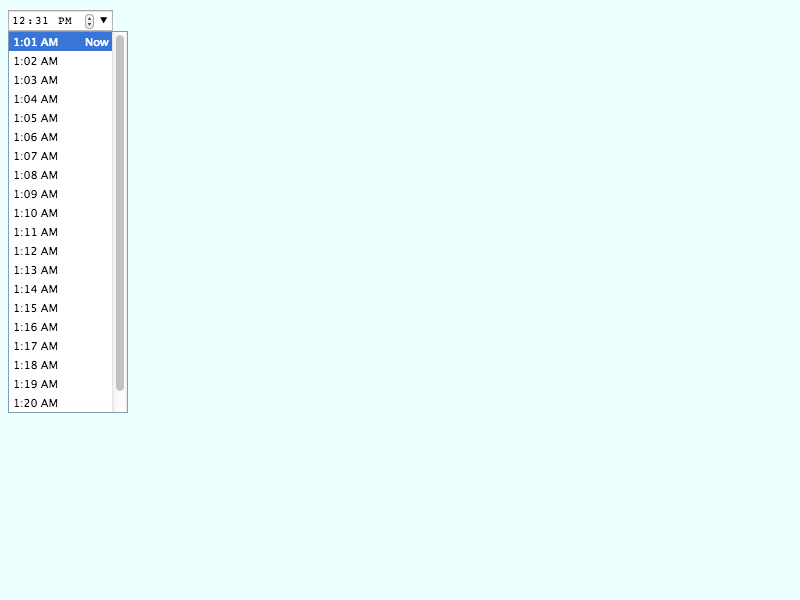 12:31 PM
1:01 AM Now
1:02 AM
1:03 AM
1:04 AM
1:05 AM
1:06 AM
1:07 AM
1:08 AM
1:09 AM
1:10 AM
1:11 AM
1:12 AM
1:13 AM
1:14 AM
1:15 AM
1:16 AM
1:17 AM
1:18 AM
1:19 AM
1:20 AM